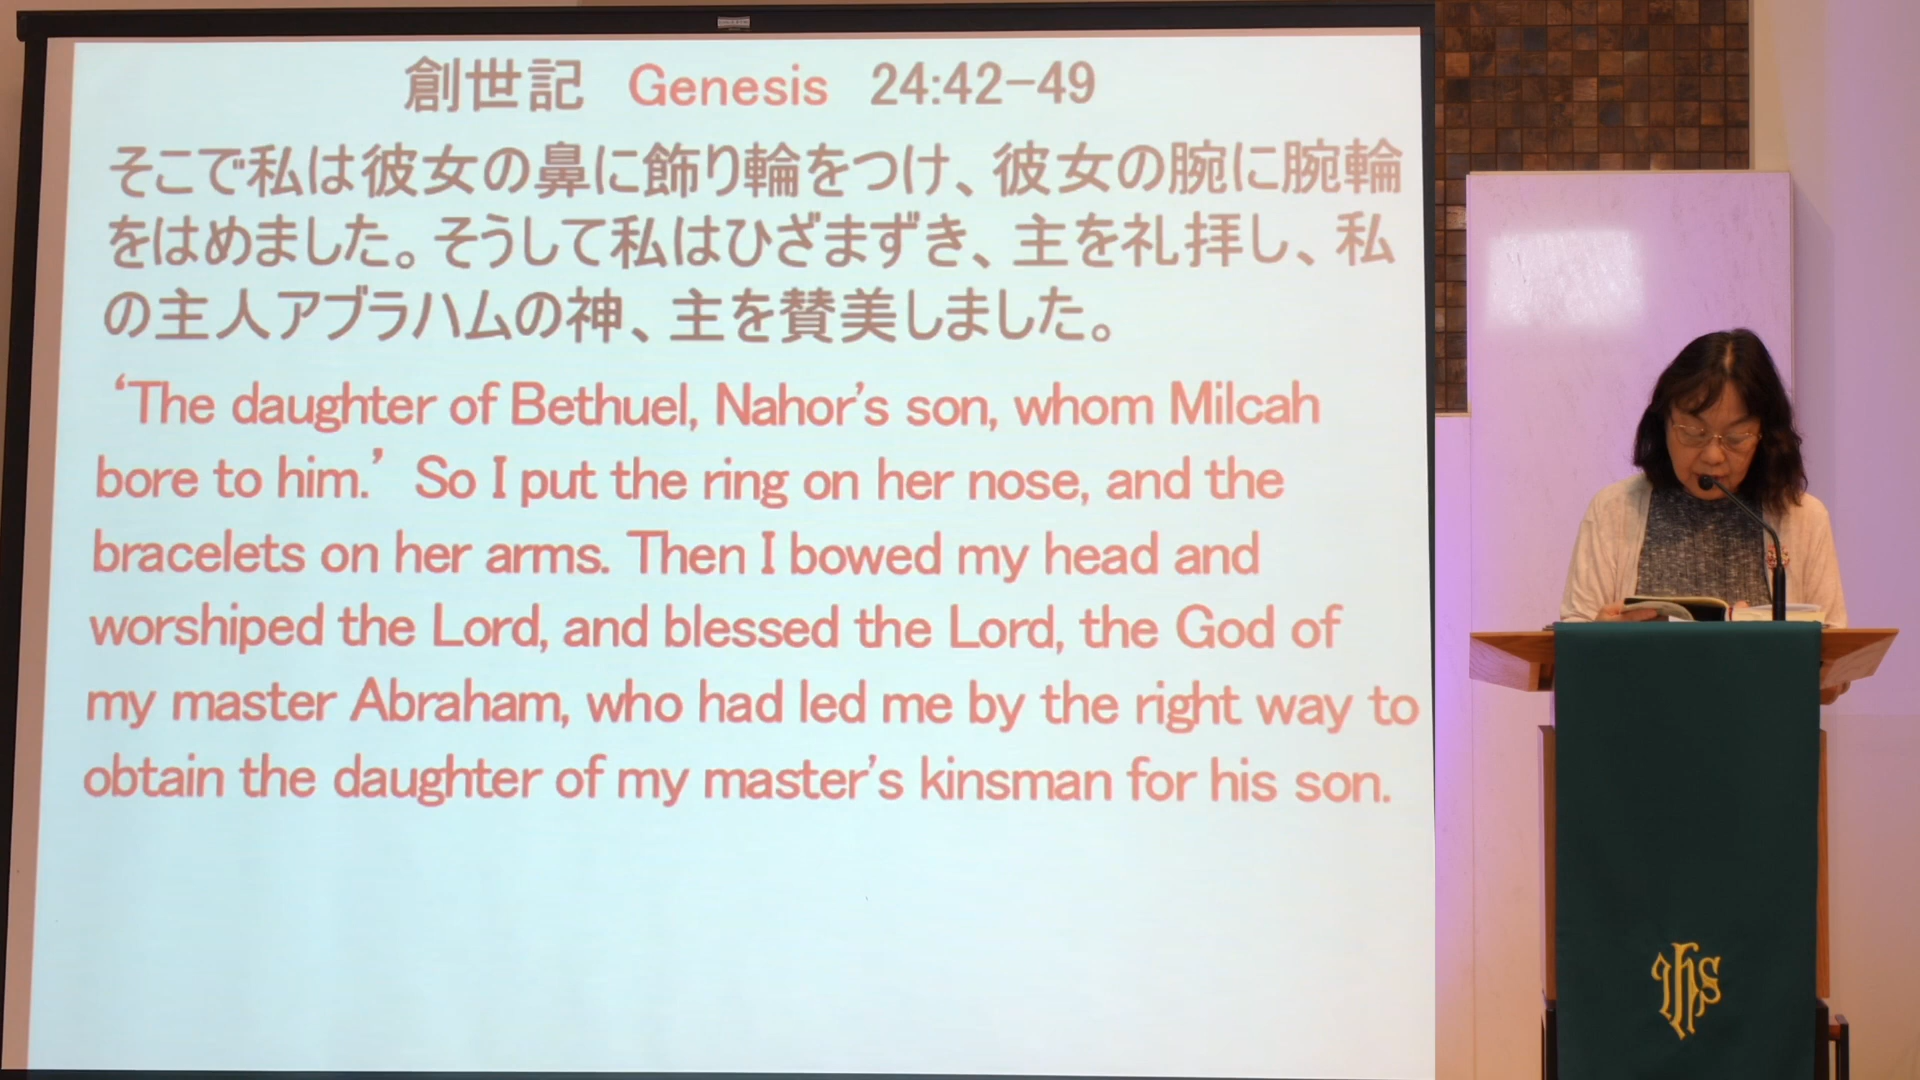 創世記 Genesis 24:42-49
そこで私は彼女の鼻に飾り輪をつけ、彼女の腕に腕輪
をはめました。そうして私はひざまずき、主を礼拝し、私
の主人アブラハムの神、主を賛美しました。
‘The daughter of Bethuel, Nahor’s son, whom Milcah
bore to him.’ So I put the ring on her nose, and the
bracelets on her arms. Then I bowed my head and
worshiped the Lord, and blessed the Lord, the God of
my master Abraham, who had led me by the right way to
obtain the daughter of my master’s kinsman for his son.
IHS